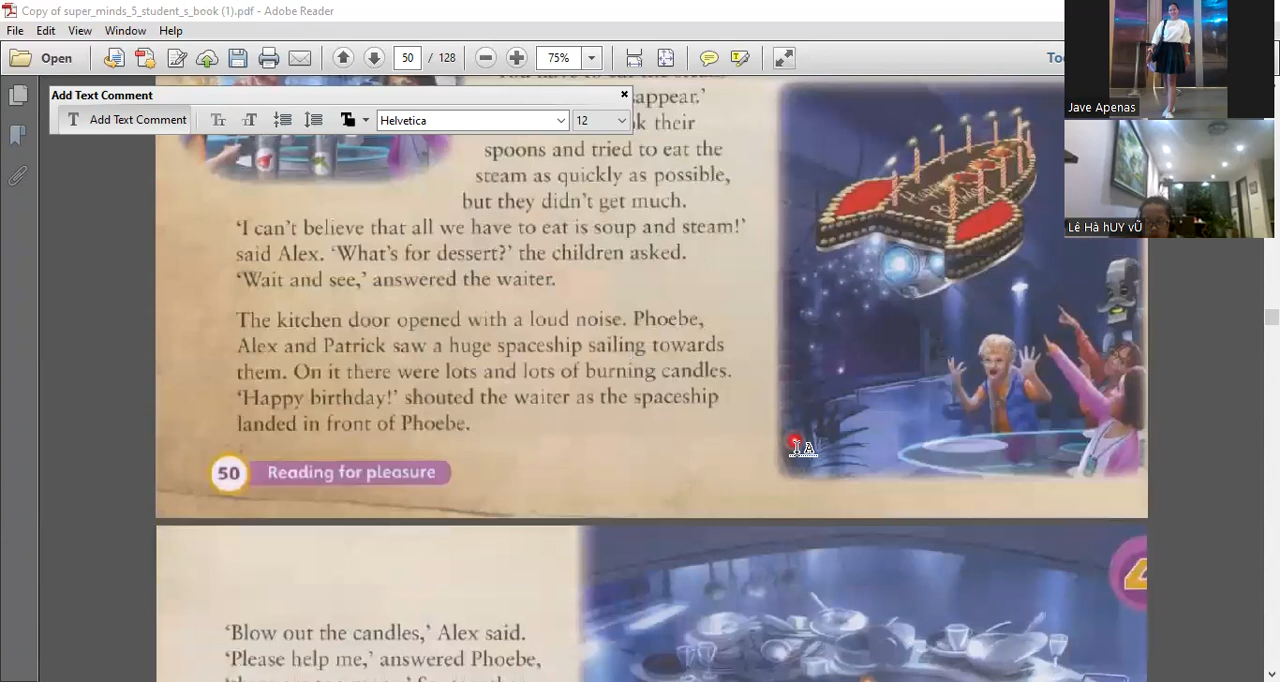 Copy of super_minds_5_student_s_book (1).pdf - Adobe Reader
File Edit View Window Help
Open 50 / 128 75%
Add Text Comment
Add Text Comment Helvetica 12
Jave Apenas
Lê Hà hUY vŨ
appear.'
k their
spoons and tried to eat the
steam as quickly as possible,
but they didn't get much.
'I can't believe that all we have to eat is soup and steam!'
said Alex. 'What's for dessert?' the children asked.
'Wait and see,' answered the waiter.
The kitchen door opened with a loud noise. Phoebe,
Alex and Patrick saw a huge spaceship sailing towards
them. On it there were lots and lots of burning candles.
'Happy birthday!' shouted the waiter as the spaceship
landed in front of Phoebe.
Happy
Birthday
50 Reading for pleasure
4
'Blow out the candles,' Alex said.
'Please help me,' answered Phoebe,